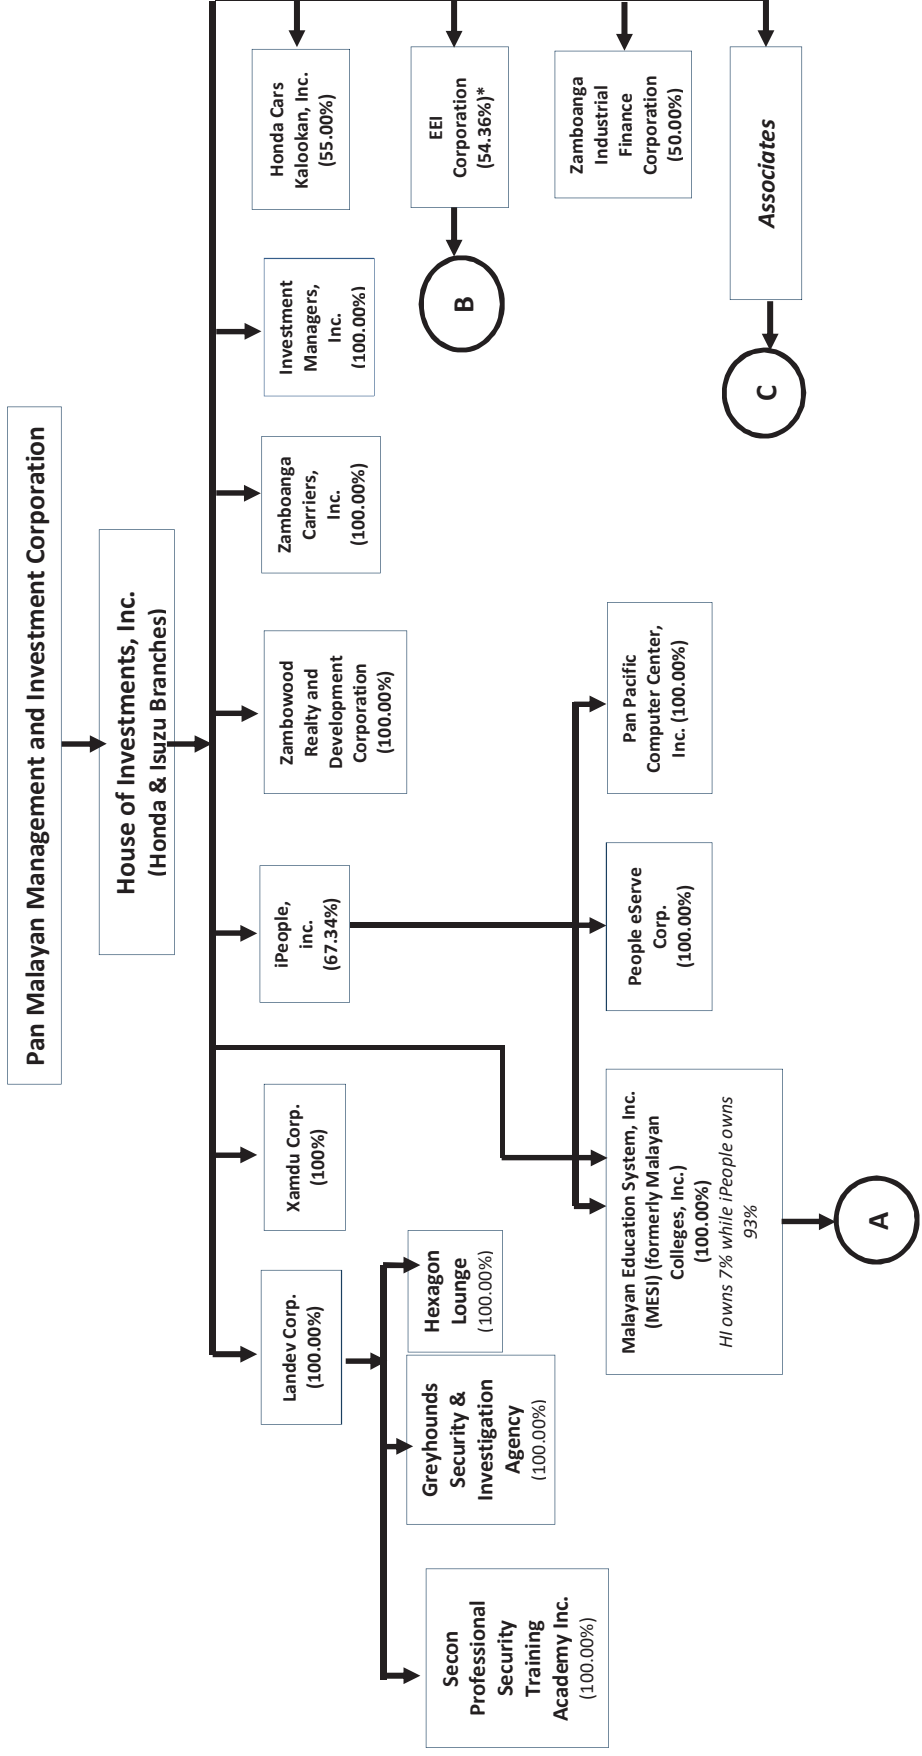 Pan Malayan Management and Investment Corporation
House of Investments, Inc.
(Honda & Isuzu Branches)
Landev Corp.
(100.00%)
Xamdu Corp.
(100%)
iPeople,
inc.
(67.34%)
Zambowood
Realty and
Development
Corporation
(100.00%)
Zamboanga
Carriers,
Inc.
(100.00%)
Investment
Managers,
Inc.
(100.00%)
Honda Cars
Kalookan, Inc.
(55.00%)
EEI
Corporation
(54.36%)*
B
Zamboanga
Industrial
Finance
Corporation
(50.00%)
Associates
C
Secon
Professional
Security
Training
Academy Inc.
(100.00%)
Greyhounds
Security &
Investigation
Agency
(100.00%)
Hexagon
Lounge
(100.00%)
Malayan Education System, Inc.
(MESI) (formerly Malayan
Colleges, Inc.)
(100.00%)
HI owns 7% while iPeople owns
93%
A
People eServe
Corp.
(100.00%)
Pan Pacific
Computer Center,
Inc. (100.00%)